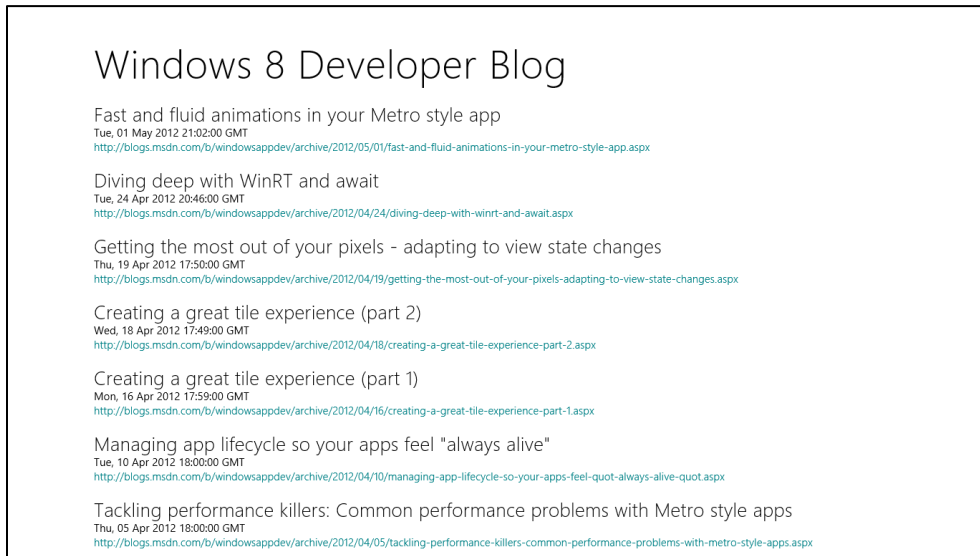 Windows 8 Developer Blog
Fast and fluid animations in your Metro style app
Tue, 01 May 2012 21:02:00 GMT
http://blogs.msdn.com/b/windowsappdev/archive/2012/05/01/fast-and-fluid-animations-in-your-metro-style-app.aspx
Diving deep with WinRT and await
Tue, 24 Apr 2012 20:46:00 GMT
http://blogs.msdn.com/b/windowsappdev/archive/2012/04/24/diving-deep-with-winrt-and-await.aspx
Getting the most out of your pixels - adapting to view state changes
Thu, 19 Apr 2012 17:50:00 GMT
http://blogs.msdn.com/b/windowsappdev/archive/2012/04/19/getting-the-most-out-of-your-pixels-adapting-to-view-state-changes.aspx
Creating a great tile experience (part 2)
Wed, 18 Apr 2012 17:49:00 GMT
http://blogs.msdn.com/b/windowsappdev/archive/2012/04/18/creating-a-great-tile-experience-part-2.aspx
Creating a great tile experience (part 1)
Mon, 16 Apr 2012 17:59:00 GMT
http://blogs.msdn.com/b/windowsappdev/archive/2012/04/16/creating-a-great-tile-experience-part-1.aspx
Managing app lifecycle so your apps feel "always alive"
Tue, 10 Apr 2012 18:00:00 GMT
http://blogs.msdn.com/b/windowsappdev/archive/2012/04/10/managing-app-lifecycle-so-your-apps-feel-quot-always-alive-quot.aspx
Tackling performance killers: Common performance problems with Metro style apps
Thu, 05 Apr 2012 18:00:00 GMT
http://blogs.msdn.com/b/windowsappdev/archive/2012/04/05/tackling-performance-killers-common-performance-problems-with-metro-style-apps.aspx